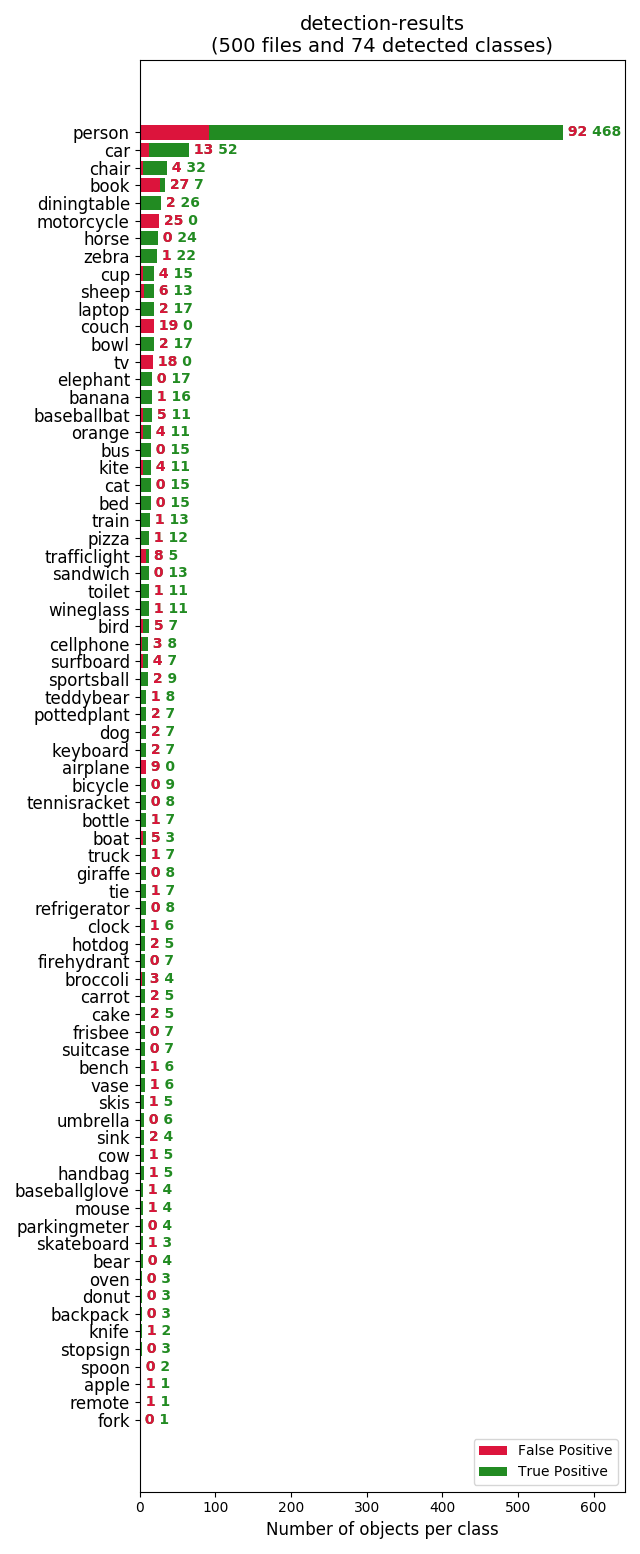 detection-results
(500 files and 74 detected classes)
person 92 468
car 13 52
chair 4 32
book 27 7
diningtable 2 26
motorcycle 25 0
horse 0 24
zebra 1 22
cup 4 15
sheep 6 13
laptop 2 17
couch 19 0
bowl 2 17
tv 18 0
elephant 0 17
banana 1 16
baseballbat 5 11
orange 4 11
bus 0 15
kite 4 11
cat 0 15
bed 0 15
train 1 13
pizza 1 12
trafficlight 8 5
sandwich 0 13
toilet 1 11
wineglass 1 11
bird 5 7
cellphone 3 8
surfboard 4 7
sportsball 2 9
teddybear 1 8
pottedplant 2 7
dog 2 7
keyboard 2 7
airplane 9 0
bicycle 0 9
tennisracket 0 8
bottle 1 7
boat 5 3
truck 1 7
giraffe 0 8
tie 1 7
refrigerator 0 8
clock 1 6
hotdog 2 5
firehydrant 0 7
broccoli 3 4
carrot 2 5
cake 2 5
frisbee 0 7
suitcase 0 7
bench 1 6
vase 1 6
skis 1 5
umbrella 0 6
sink 2 4
cow 1 5
handbag 1 5
baseballglove 1 4
mouse 1 4
parkingmeter 0 4
skateboard 1 3
bear 0 4
oven 0 3
donut 0 3
backpack 0 3
knife 1 2
stopsign 0 3
spoon 0 2
apple 1 1
remote 1 1
fork 0 1
False Positive
True Positive
0 100 200 300 400 500 600
Number of objects per class